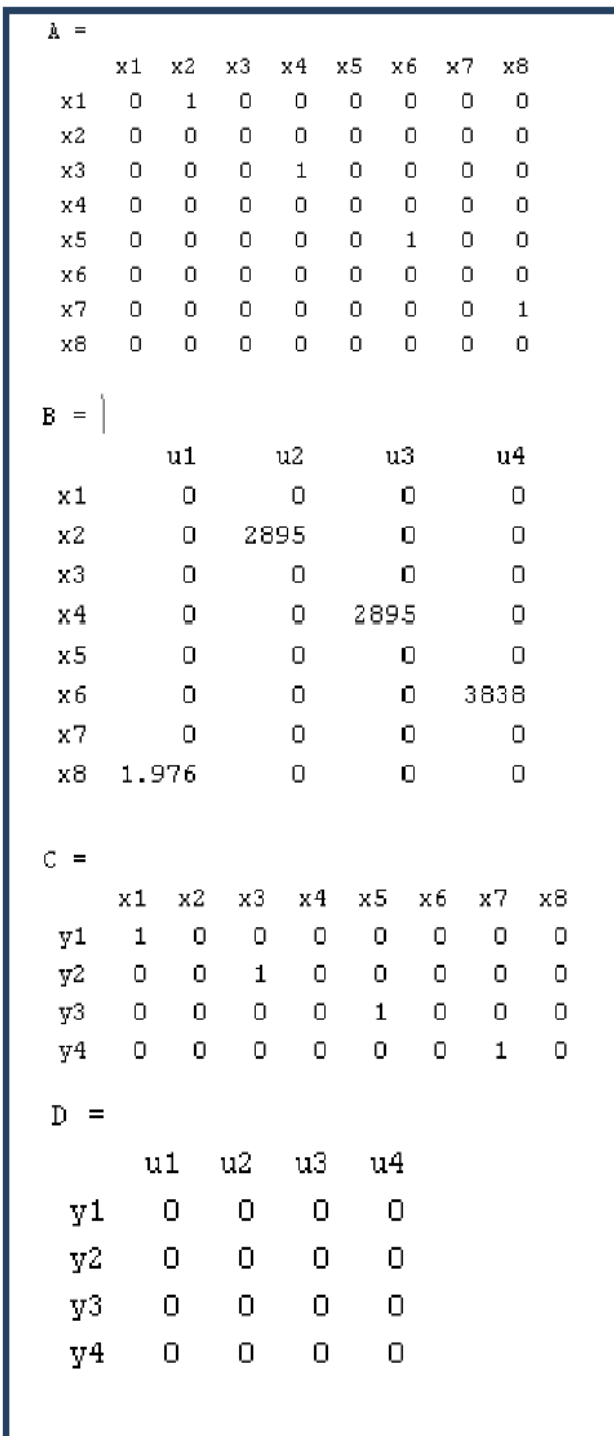 A =
x1 x2 x3 x4 x5 x6 x7 x8
x1 0 1 0 0 0 0 0 0
x2 0 0 0 0 0 0 0 0
x3 0 0 0 1 0 0 0 0
x4 0 0 0 0 0 0 0 0
x5 0 0 0 0 0 1 0 0
x6 0 0 0 0 0 0 0 0
x7 0 0 0 0 0 0 0 1
x8 0 0 0 0 0 0 0 0
B =
u1 u2 u3 u4
x1 0 0 0 0
x2 0 2895 0 0
x3 0 0 0 0
x4 0 0 2895 0
x5 0 0 0 0
x6 0 0 0 3838
x7 0 0 0 0
x8 1.976 0 0 0
C =
x1 x2 x3 x4 x5 x6 x7 x8
y1 1 0 0 0 0 0 0 0
y2 0 0 1 0 0 0 0 0
y3 0 0 0 0 1 0 0 0
y4 0 0 0 0 0 0 1 0
D =
u1 u2 u3 u4
y1 0 0 0 0
y2 0 0 0 0
y3 0 0 0 0
y4 0 0 0 0